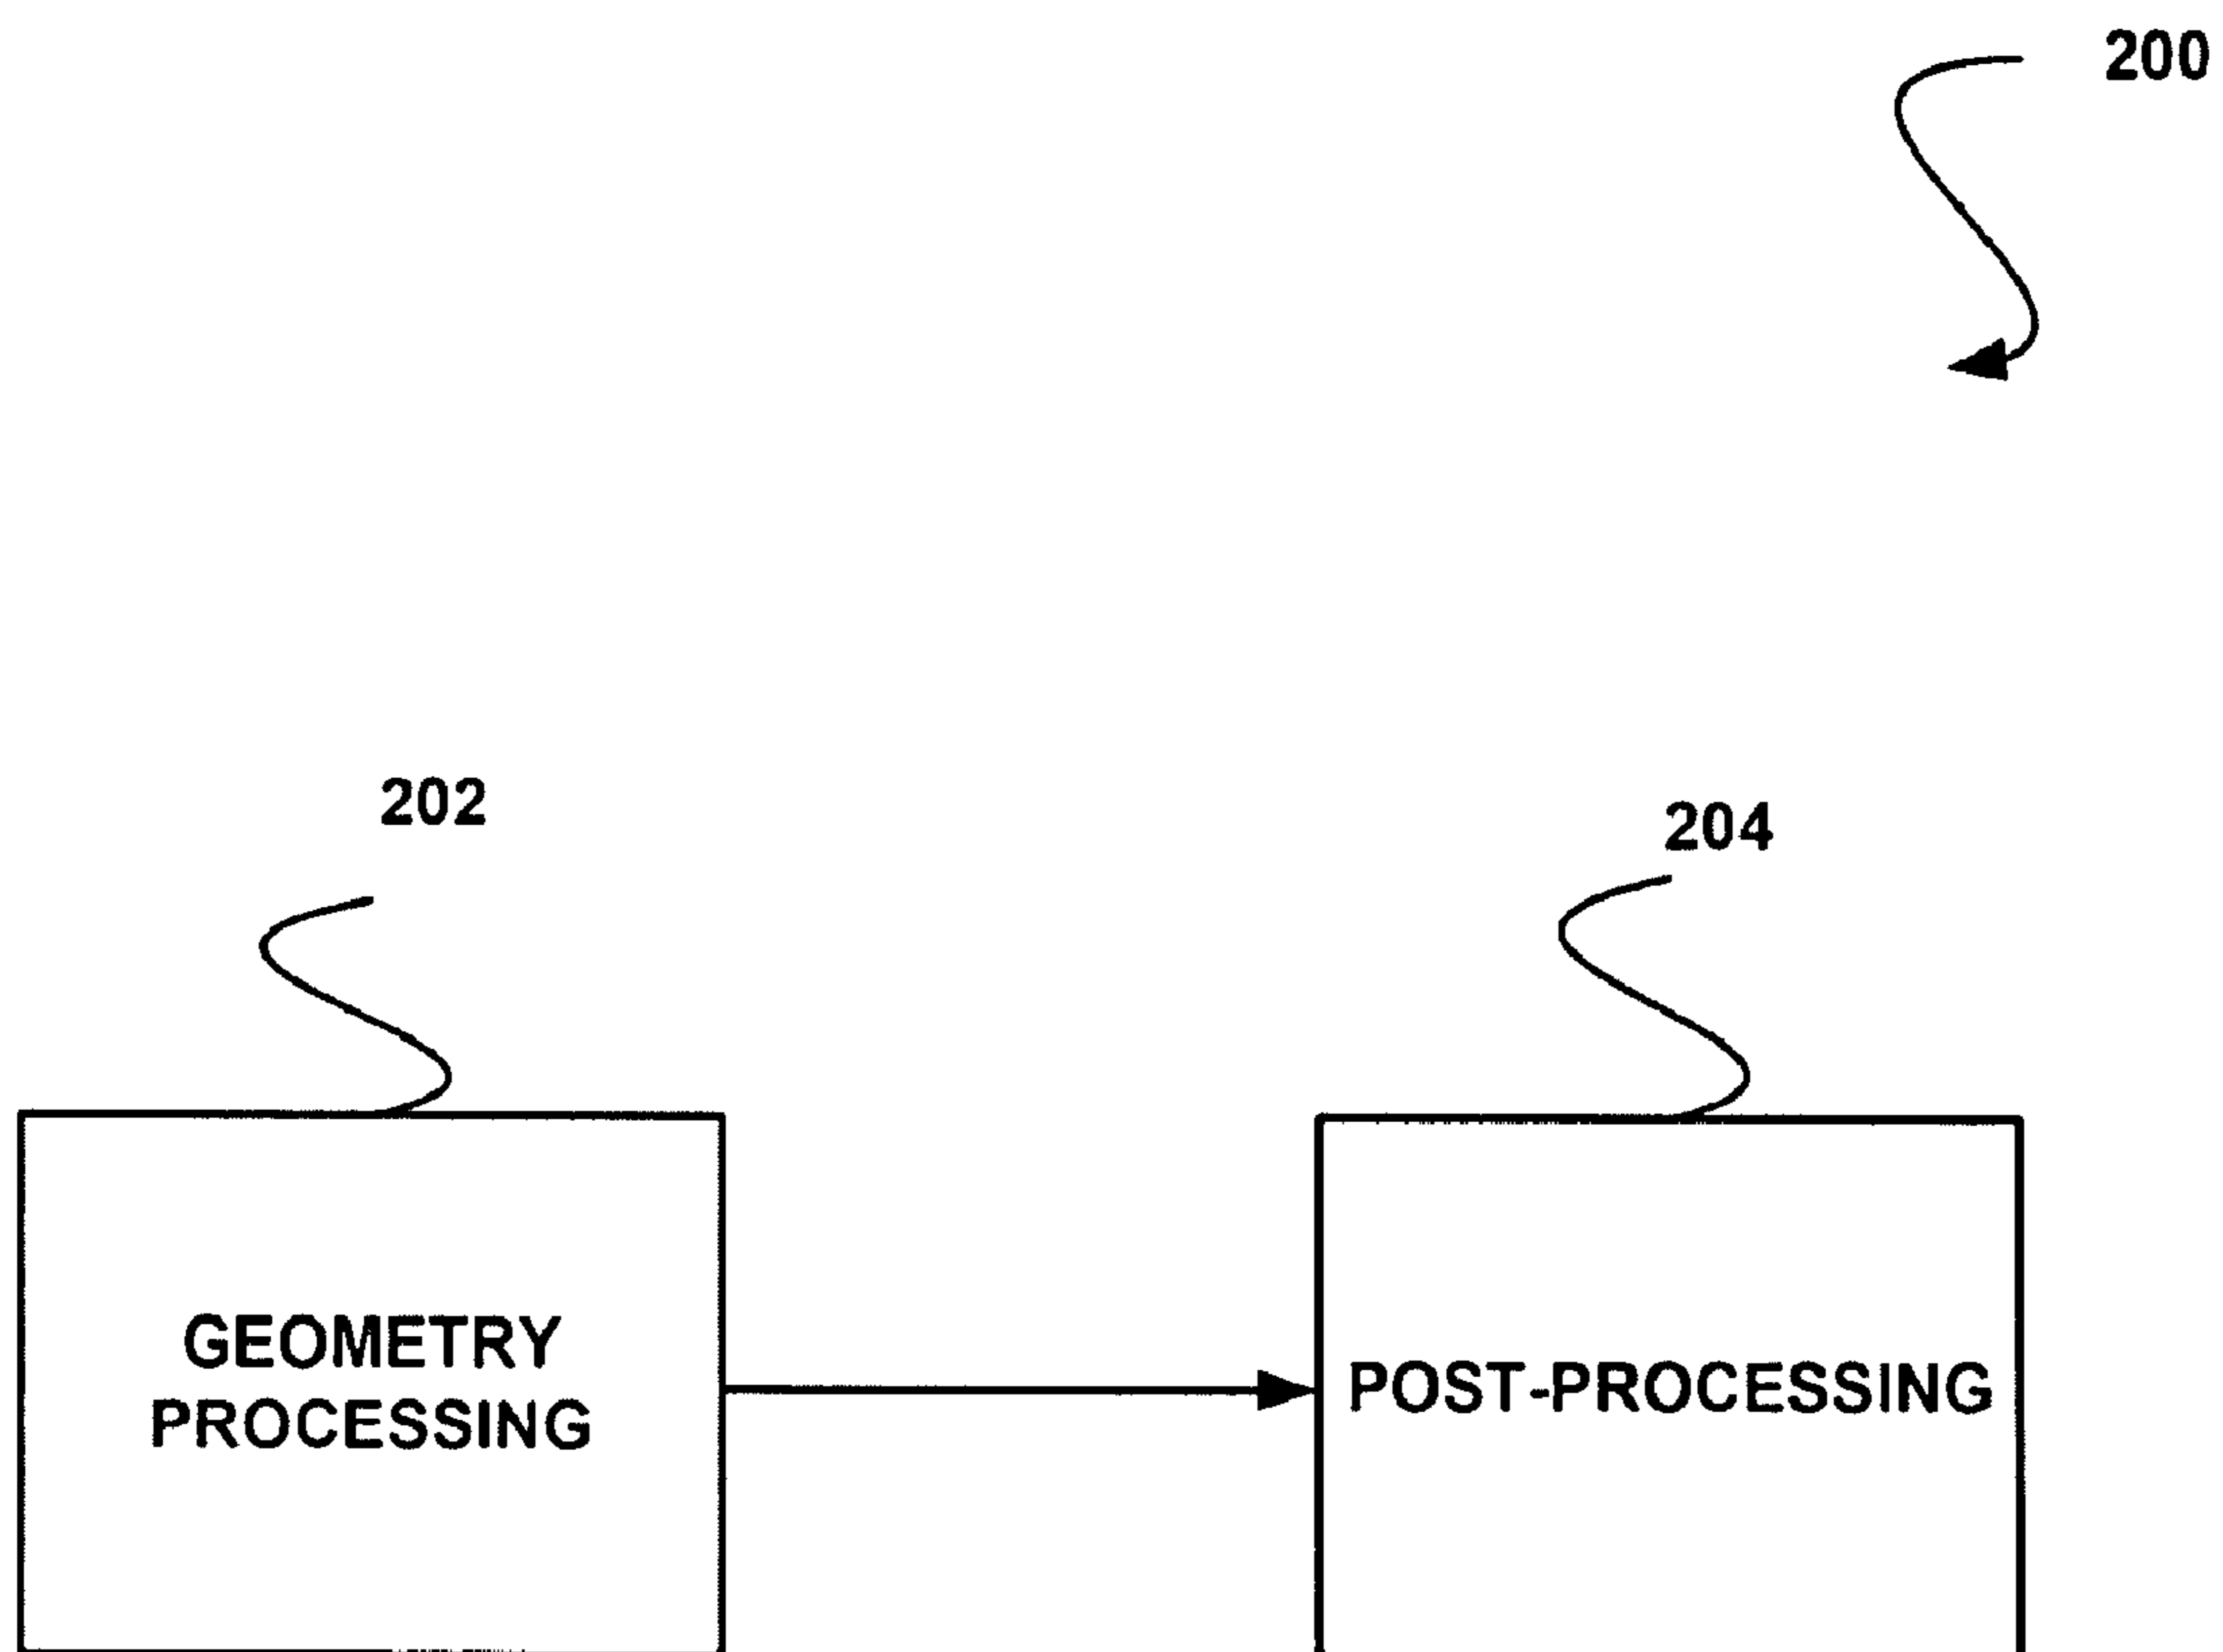 200
202
204
GEOMETRY
PROCESSING
POST-PROCESSING